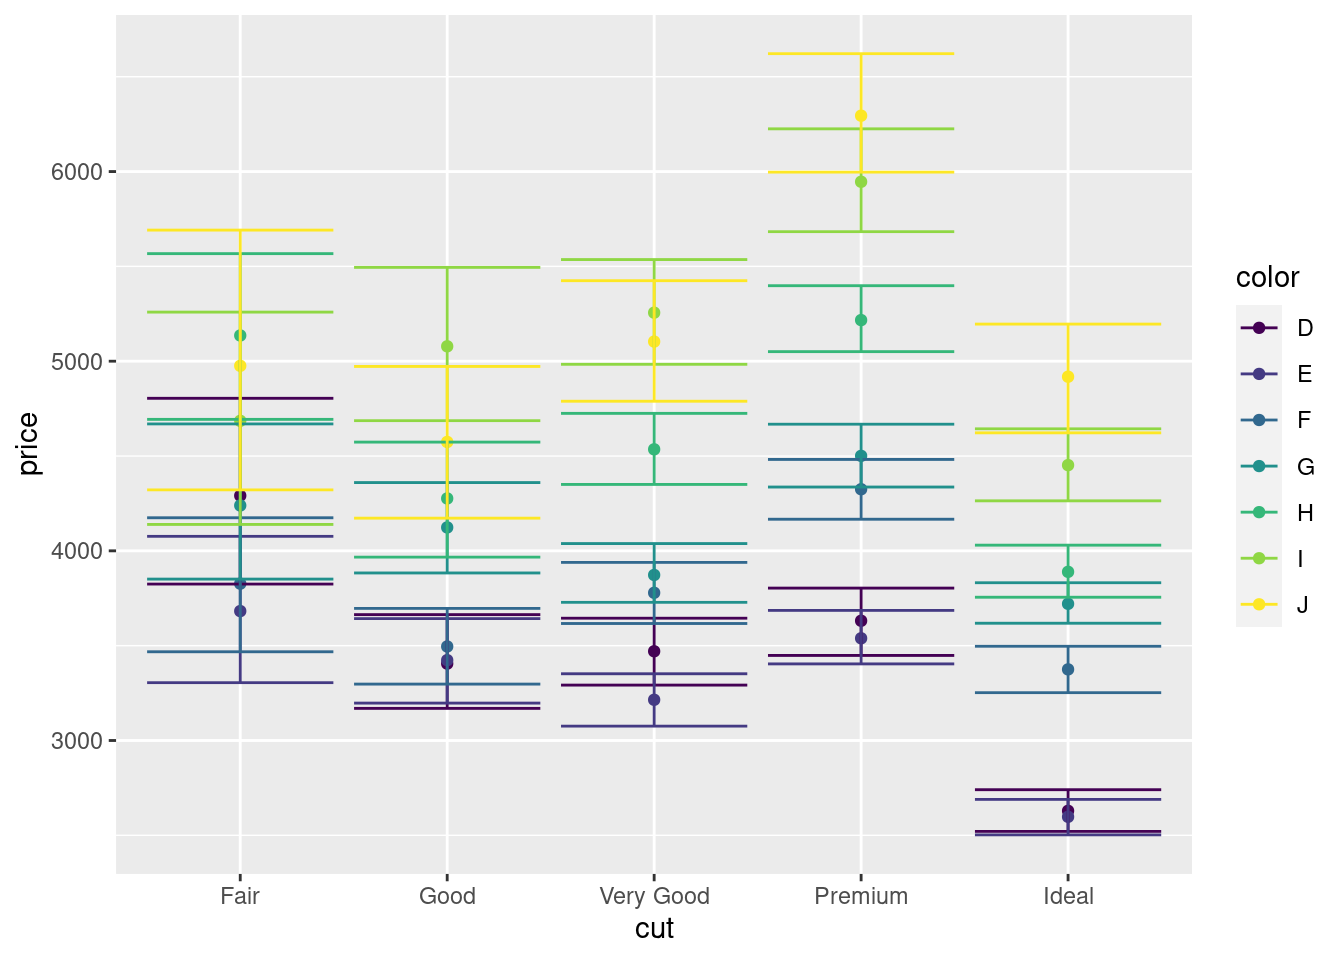 price
6000
5000
4000
3000
Fair
Good
Very Good
Premium
Ideal
cut
color
D
E
F
G
H
I
J